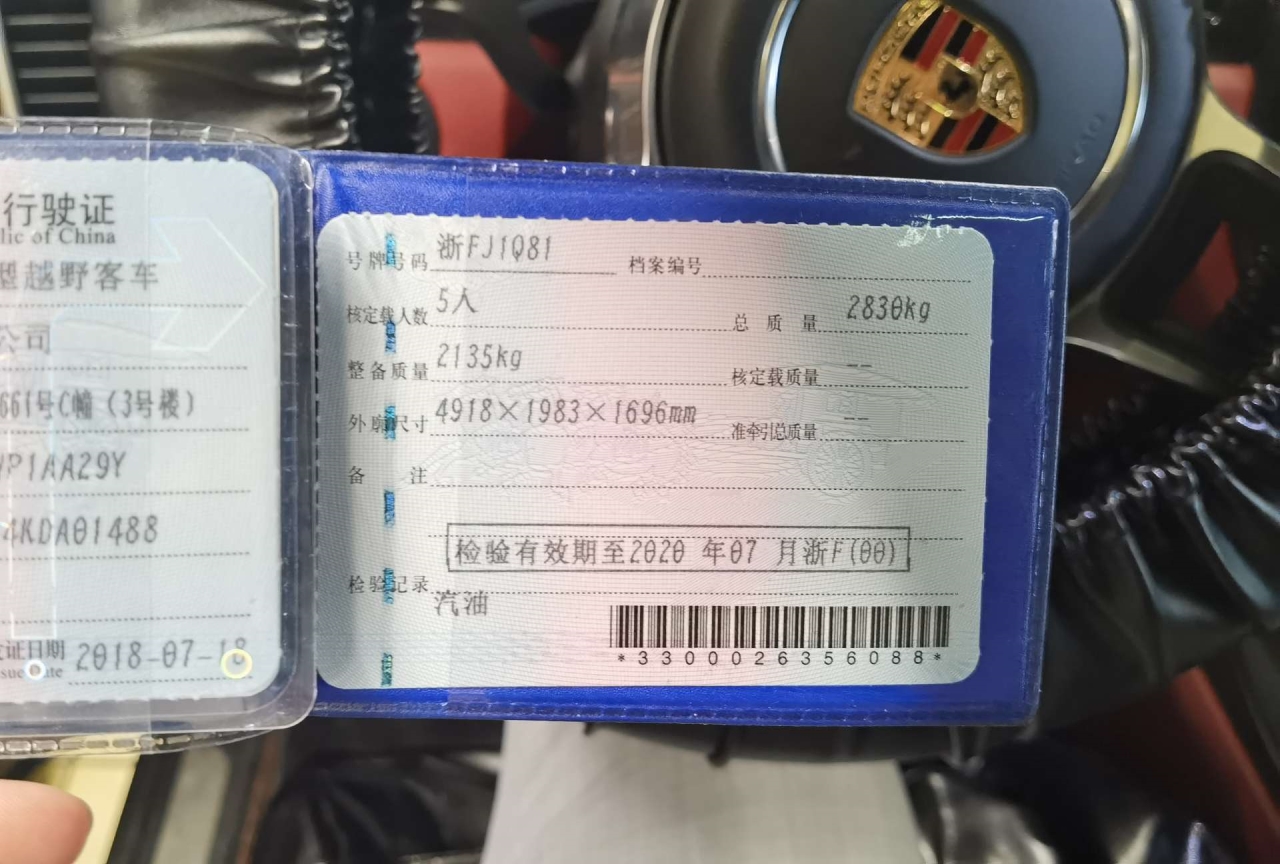 行驶证
lic of China
型越野客车
公司
661号C幢（3号楼）
WP1AA29Y
4KDA01488
证日期 2018-07-18
sue Date
号牌号码 浙FJ1Q81 档案编号
核定载人数 5人 总质量 2830kg
整备质量 2135kg 核定载质量 --
外廓尺寸 4918×1983×1696mm 准牵引总质量 --
备注
检验有效期至2020 年07 月浙F(00)
检验记录
汽油
*3300026356088*